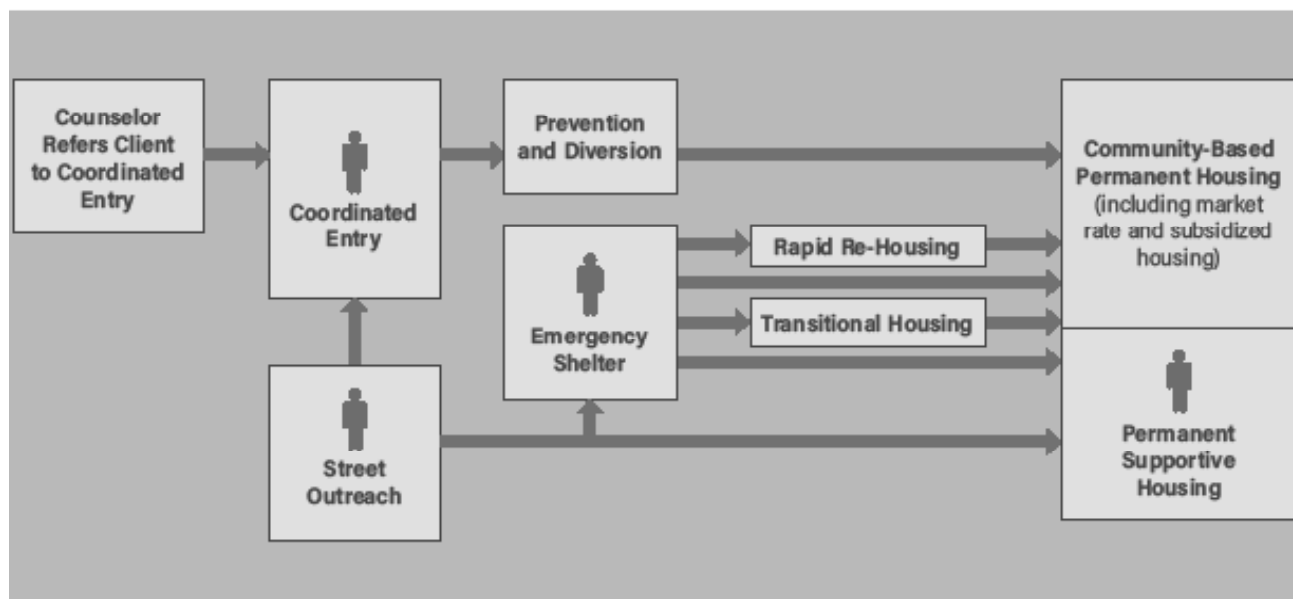 Counselor
Refers Client
to Coordinated
Entry
Coordinated
Entry
Prevention
and Diversion
Community-Based
Permanent Housing
(including market
rate and subsidized
housing)
Rapid Re-Housing
Transitional Housing
Emergency
Shelter
Street
Outreach
Permanent
Supportive
Housing